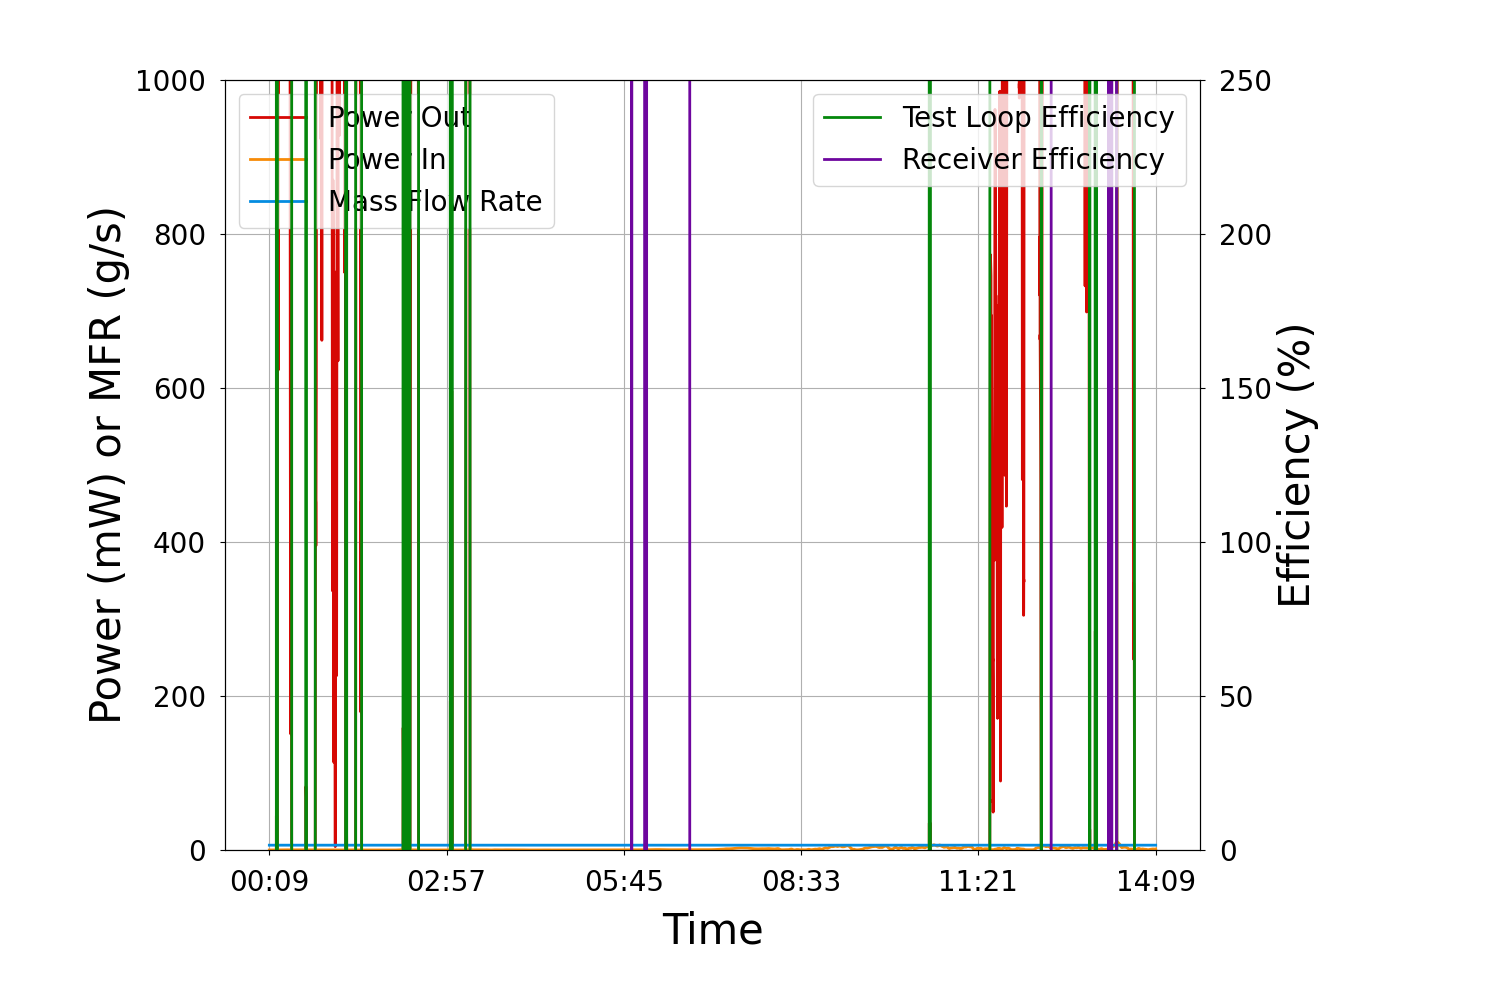 1000
800
600
400
200
0
Power (mW) or MFR (g/s)
Power Out
Power In
Mass Flow Rate
Test Loop Efficiency
Receiver Efficiency
250
200
150
100
50
0
Efficiency (%)
00:09 02:57 05:45 08:33 11:21 14:09
Time